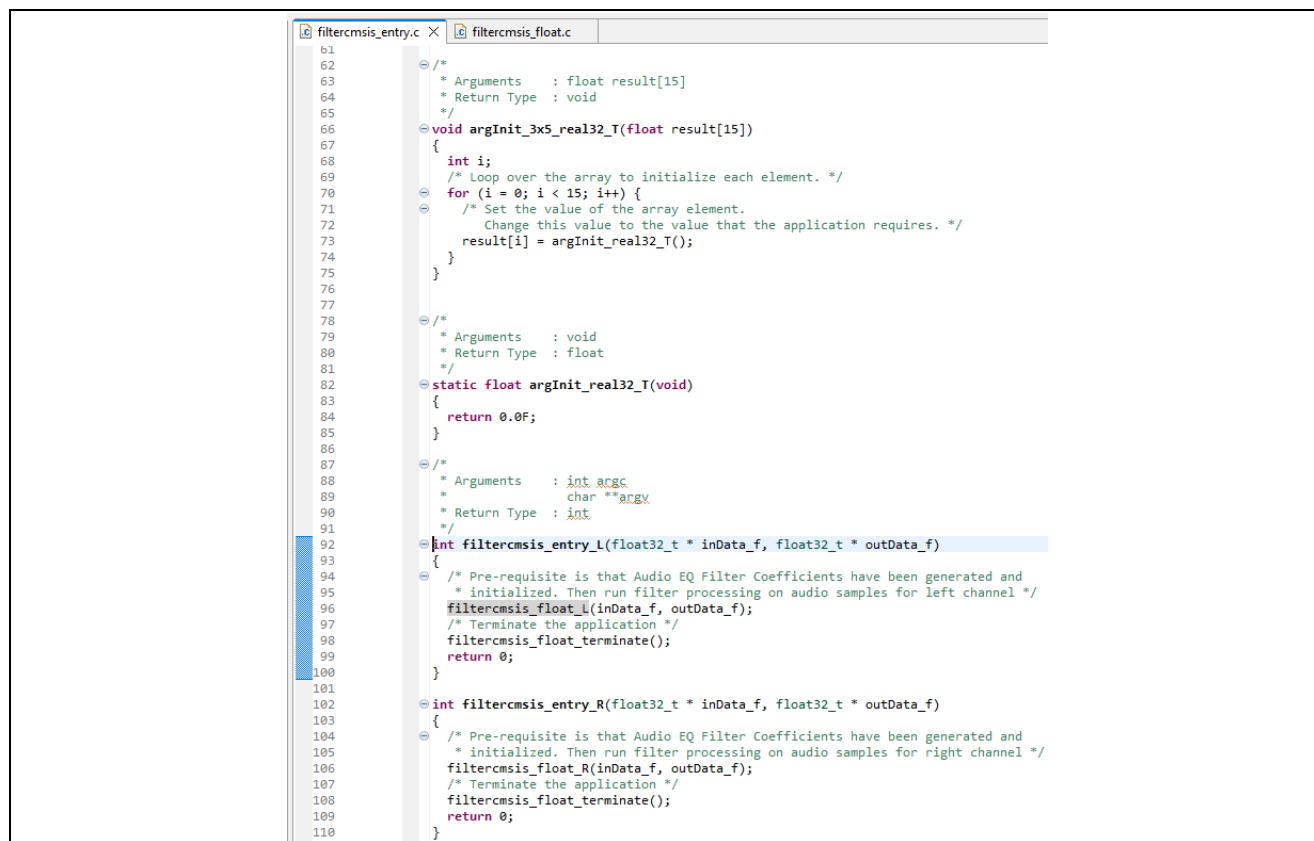 filtercmsis_entry.c filtercmsis_float.c
61
62 /*
63 * Arguments : float result[15]
64 * Return Type : void
65 */
66 void argInit_3x5_real32_T(float result[15])
67 {
68 int i;
69 /* Loop over the array to initialize each element. */
70 for (i = 0; i < 15; i++) {
71 /* Set the value of the array element.
72 Change this value to the value that the application requires. */
73 result[i] = argInit_real32_T();
74 }
75 }
76
77
78 /*
79 * Arguments : void
80 * Return Type : float
81 */
82 static float argInit_real32_T(void)
83 {
84 return 0.0F;
85 }
86
87 /*
88 * Arguments : int argc
89 * char **argv
90 * Return Type : int
91 */
92 int filtercmsis_entry_L(float32_t * inData_f, float32_t * outData_f)
93 {
94 /* Pre-requisite is that Audio EQ Filter Coefficients have been generated and
95 * initialized. Then run filter processing on audio samples for left channel */
96 filtercmsis_float_L(inData_f, outData_f);
97 /* Terminate the application */
98 filtercmsis_float_terminate();
99 return 0;
100 }
101
102 int filtercmsis_entry_R(float32_t * inData_f, float32_t * outData_f)
103 {
104 /* Pre-requisite is that Audio EQ Filter Coefficients have been generated and
105 * initialized. Then run filter processing on audio samples for right channel */
106 filtercmsis_float_R(inData_f, outData_f);
107 /* Terminate the application */
108 filtercmsis_float_terminate();
109 return 0;
110 }